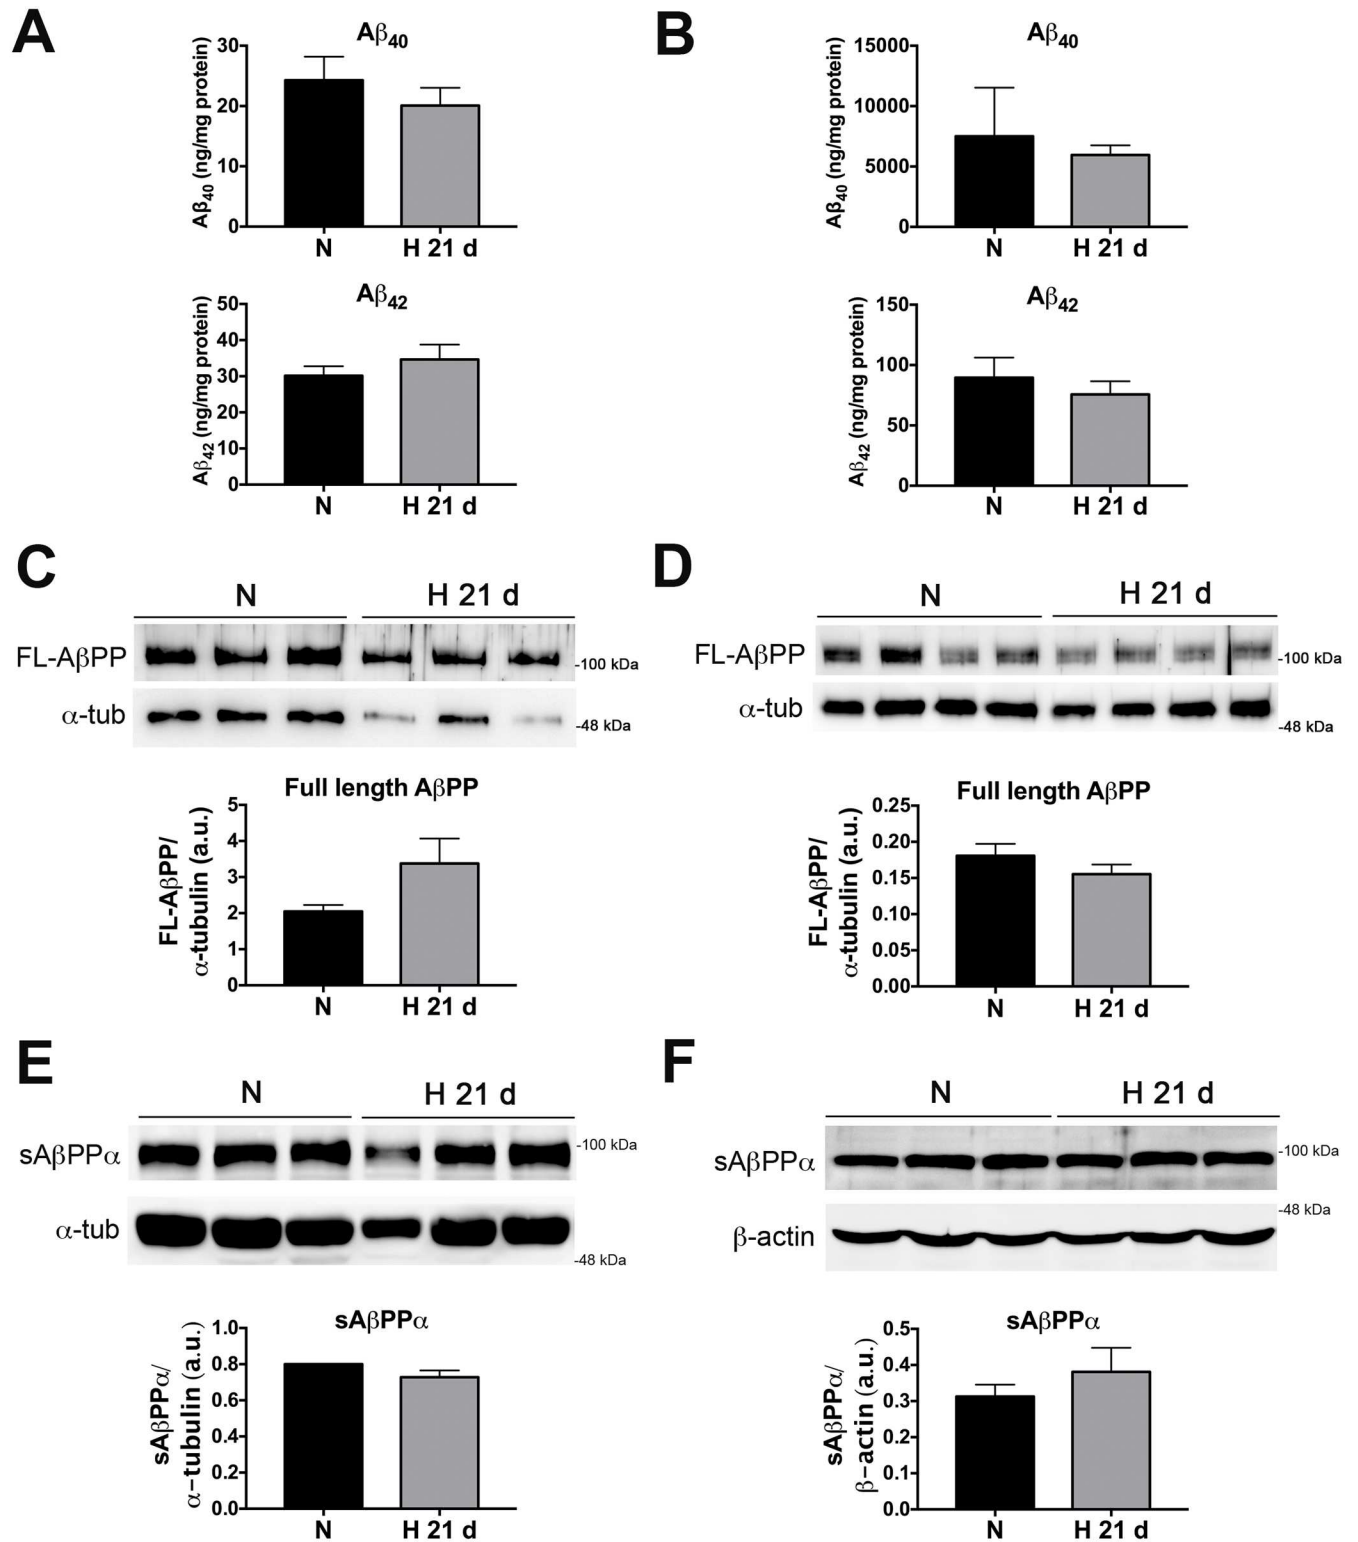 A
Aβ40
Aβ40 (ng/mg protein)
30
20
10
0
N
H 21 d
Aβ42
Aβ42 (ng/mg protein)
50
40
30
20
10
0
N
H 21 d
B
Aβ40
Aβ40 (ng/mg protein)
15000
10000
5000
0
N
H 21 d
Aβ42
Aβ42 (ng/mg protein)
150
100
50
0
N
H 21 d
C
N
H 21 d
FL-AβPP
-100 kDa
α-tub
-48 kDa
Full length AβPP
FL-AβPP/
α-tubulin (a.u.)
5
4
3
2
1
0
N
H 21 d
D
N
H 21 d
FL-AβPP
-100 kDa
α-tub
-48 kDa
Full length AβPP
FL-AβPP/
α-tubulin (a.u.)
0.25
0.20
0.15
0.10
0.05
0.00
N
H 21 d
E
N
H 21 d
sAβPPα
-100 kDa
α-tub
-48 kDa
sAβPPα
sAβPPα/
α-tubulin (a.u.)
1.0
0.8
0.6
0.4
0.2
0.0
N
H 21 d
F
N
H 21 d
sAβPPα
-100 kDa
-48 kDa
β-actin
sAβPPα
sAβPPα/
β-actin (a.u.)
0.5
0.4
0.3
0.2
0.1
0.0
N
H 21 d